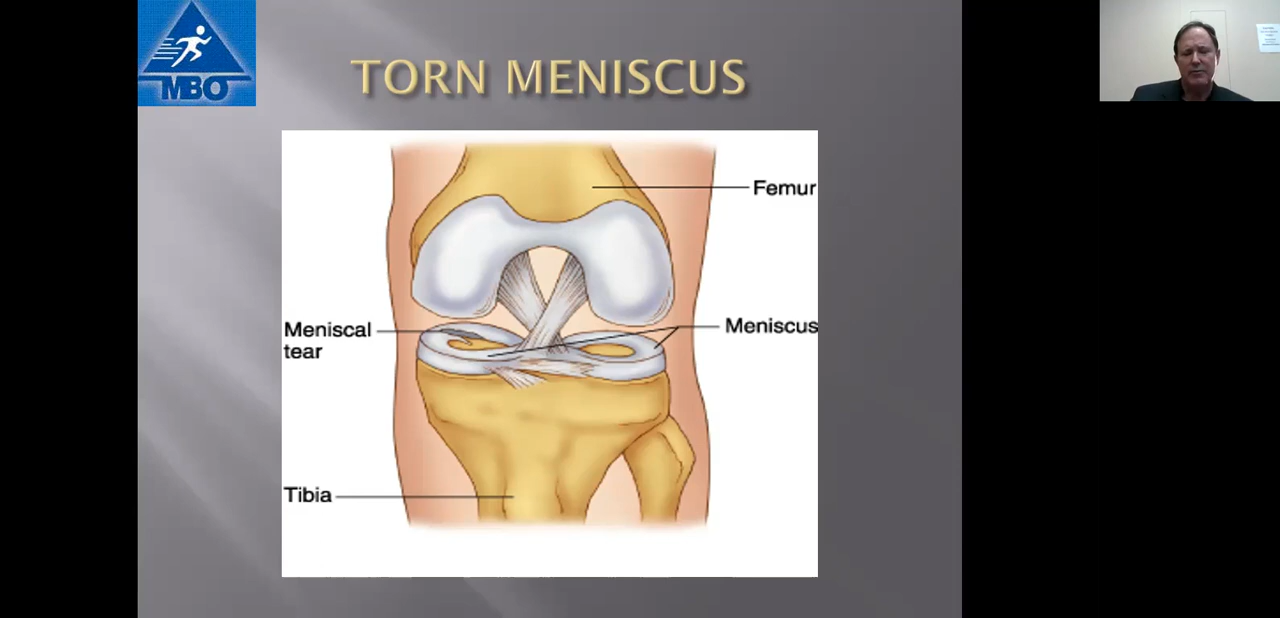 MBO
TORN MENISCUS
Femur
Meniscal
tear
Meniscus
Tibia